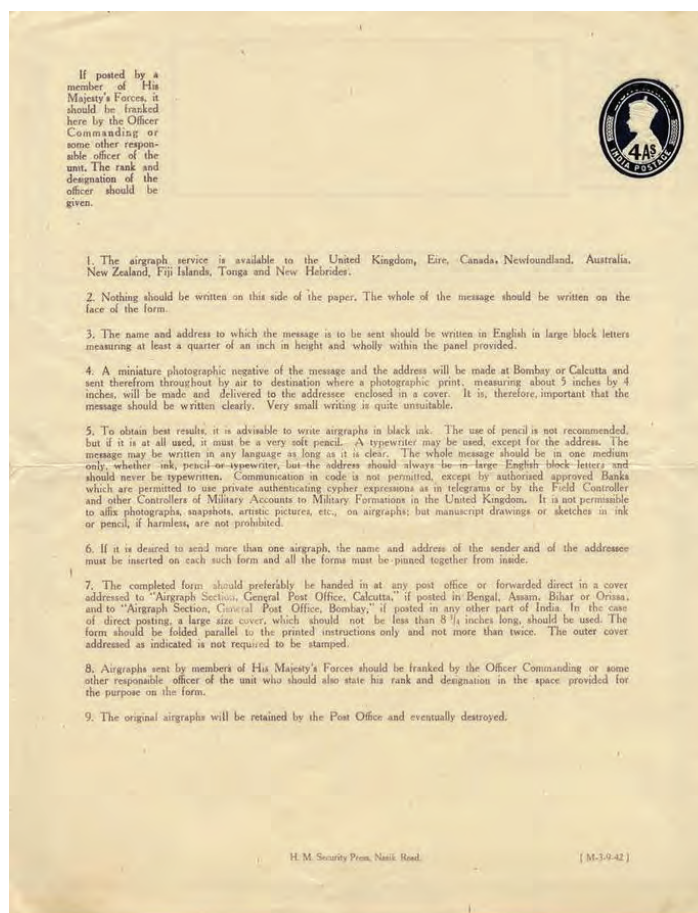 If posted by a
member of His
Majesty's Forces, it
should be franked
here by the Officer
Commanding or
some other respon-
sible officer of the
unit. The rank and
designation of the
officer should be
given.
4 As
INDIA POSTAGE
1. The airgraph service is available to the United Kingdom, Eire, Canada, Newfoundland, Australia,
New Zealand, Fiji Islands, Tonga and New Hebrides.
2. Nothing should be written on this side of the paper. The whole of the message should be written on the
face of the form.
3. The name and address to which the message is to be sent should be written in English in large block letters
measuring at least a quarter of an inch in height and wholly within the panel provided.
4. A miniature photographic negative of the message and the address will be made at Bombay or Calcutta and
sent therefrom throughout by air to destination where a photographic print, measuring about 5 inches by 4
inches, will be made and delivered to the addressee enclosed in a cover. It is, therefore, important that the
message should be written clearly. Very small writing is quite unsuitable.
5. To obtain best results, it is advisable to write airgraphs in black ink. The use of pencil is not recommended,
but if it is at all used, it must be a very soft pencil. A typewriter may be used, except for the address. The
message may be written in any language as long as it is clear. The whole message should be in one medium
only, whether ink, pencil or typewriter, but the address should always be in large English block letters and
should never be typewritten. Communication in code is not permitted, except by authorised approved Banks
which are permitted to use private authenticating cypher expressions as in telegrams or by the Field Controller
and other Controllers of Military Accounts to Military Formations in the United Kingdom. It is not permissible
to affix photographs, snapshots, artistic pictures, etc., on airgraphs; but manuscript drawings or sketches in ink
or pencil, if harmless, are not prohibited.
6. If it is desired to send more than one airgraph, the name and address of the sender and of the addressee
must be inserted on each such form and all the forms must be pinned together from inside.
7. The completed form should preferably be handed in at any post office or forwarded direct in a cover
addressed to "Airgraph Section, General Post Office, Calcutta," if posted in Bengal, Assam, Bihar or Orissa,
and to "Airgraph Section, General Post Office, Bombay," if posted in any other part of India. In the case
of direct posting, a large size cover, which should not be less than 8 1/4 inches long, should be used. The
form should be folded parallel to the printed instructions only and not more than twice. The outer cover
addressed as indicated is not required to be stamped.
8. Airgraphs sent by members of His Majesty's Forces should be franked by the Officer Commanding or some
other responsible officer of the unit who should also state his rank and designation in the space provided for
the purpose on the form.
9. The original airgraphs will be retained by the Post Office and eventually destroyed.
H. M. Security Press, Nasik Road.
[ M-3-9-42 ]